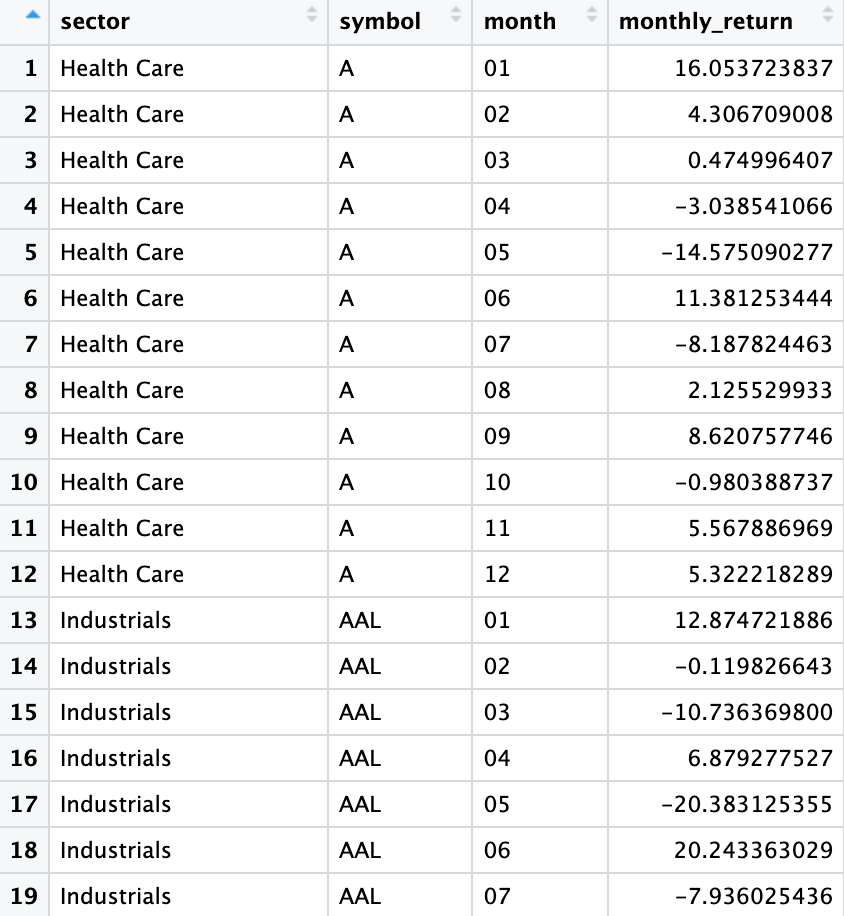 sector symbol month monthly_return
1 Health Care A 01 16.053723837
2 Health Care A 02 4.306709008
3 Health Care A 03 0.474996407
4 Health Care A 04 −3.038541066
5 Health Care A 05 −14.575090277
6 Health Care A 06 11.381253444
7 Health Care A 07 −8.187824463
8 Health Care A 08 2.125529933
9 Health Care A 09 8.620757746
10 Health Care A 10 −0.980388737
11 Health Care A 11 5.567886969
12 Health Care A 12 5.322218289
13 Industrials AAL 01 12.874721886
14 Industrials AAL 02 −0.119826643
15 Industrials AAL 03 −10.736369800
16 Industrials AAL 04 6.879277527
17 Industrials AAL 05 −20.383125355
18 Industrials AAL 06 20.243363029
19 Industrials AAL 07 −7.936025436